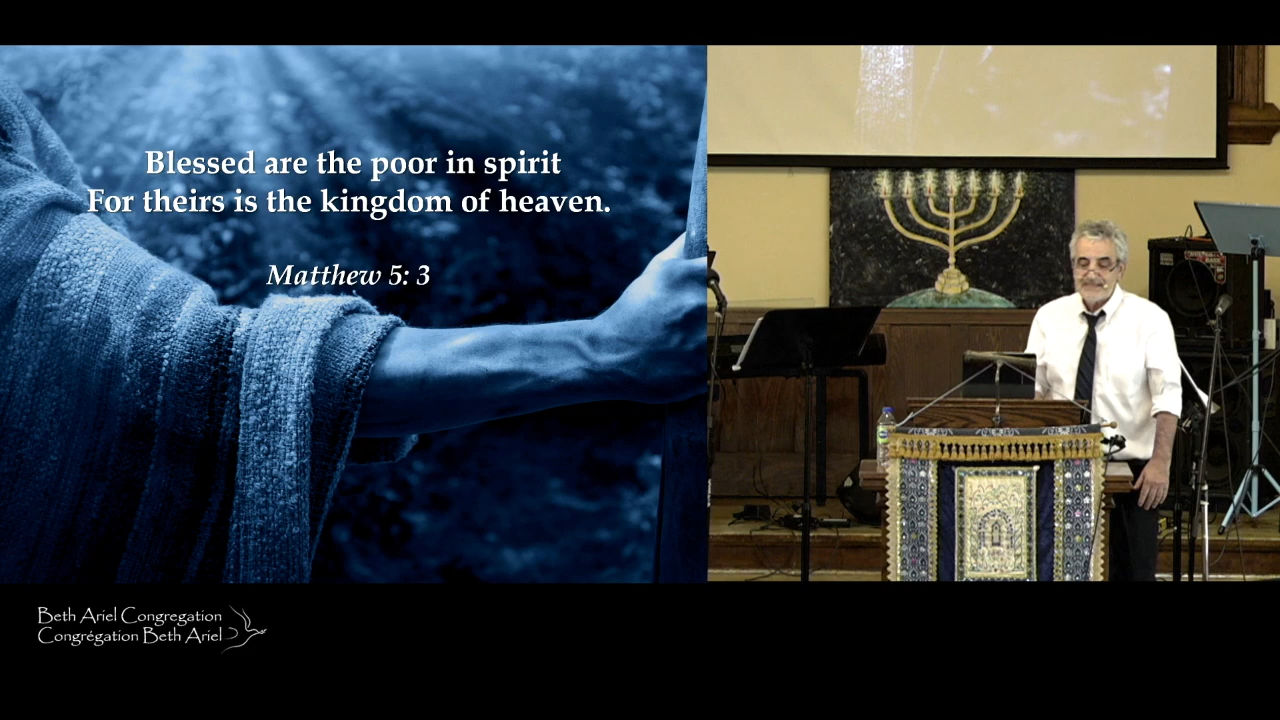 Blessed are the poor in spirit
For theirs is the kingdom of heaven.
Matthew 5: 3
Beth Ariel Congregation
Congrégation Beth Ariel